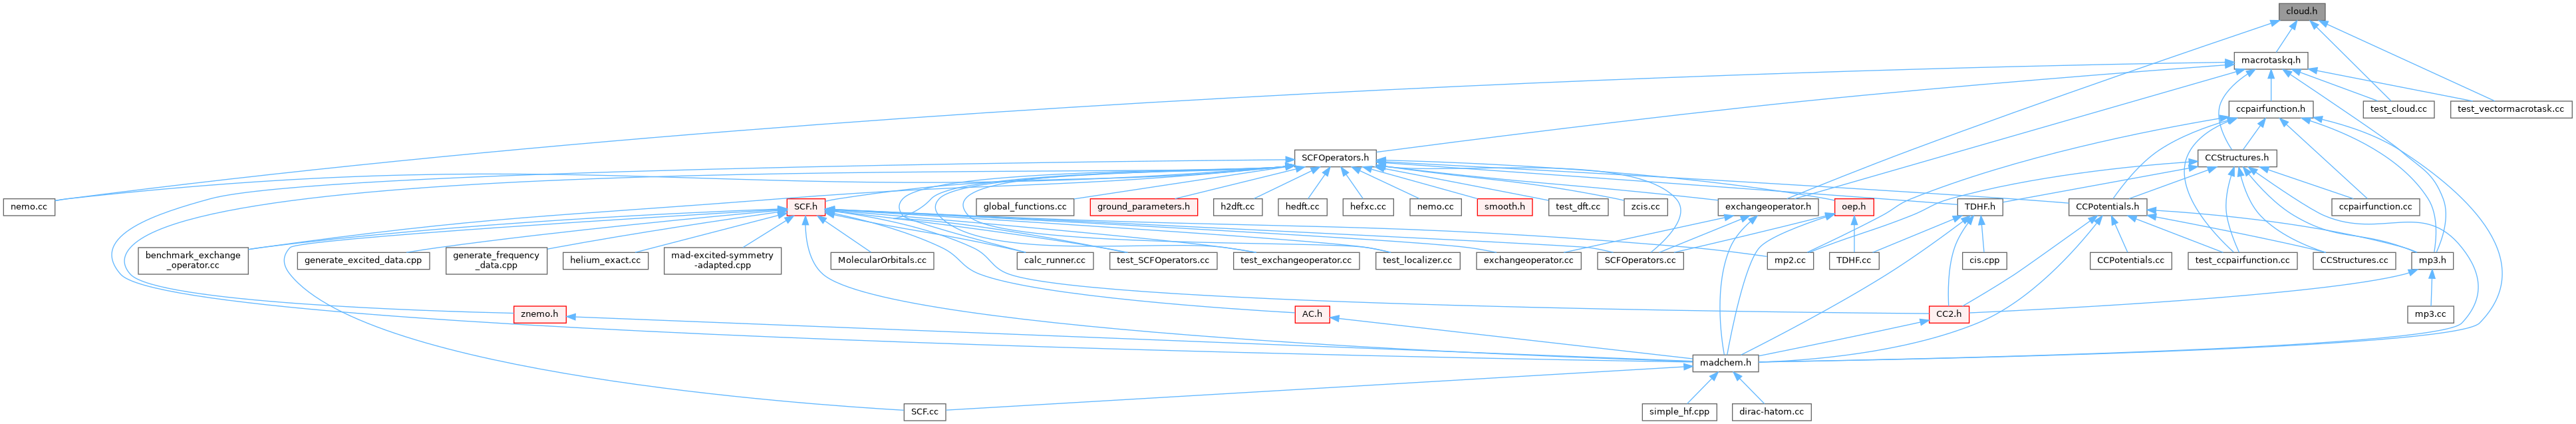 cloud.h
macrotaskq.h
ccpairfunction.h
test_cloud.cc
test_vectormacrotask.cc
SCFOperators.h
CCStructures.h
nemo.cc
SCF.h
global_functions.cc
ground_parameters.h
h2dft.cc
hedft.cc
hefxc.cc
nemo.cc
smooth.h
test_dft.cc
zcis.cc
exchangeoperator.h
oep.h
TDHF.h
CCPotentials.h
ccpairfunction.cc
benchmark_exchange
_operator.cc
generate_excited_data.cpp
generate_frequency
_data.cpp
helium_exact.cc
mad-excited-symmetry
-adapted.cpp
MolecularOrbitals.cc
calc_runner.cc
test_SCFOperators.cc
test_exchangeoperator.cc
test_localizer.cc
exchangeoperator.cc
SCFOperators.cc
mp2.cc
TDHF.cc
cis.cpp
CCPotentials.cc
test_ccpairfunction.cc
CCStructures.cc
mp3.h
znemo.h
AC.h
CC2.h
mp3.cc
madchem.h
SCF.cc
simple_hf.cpp
dirac-hatom.cc